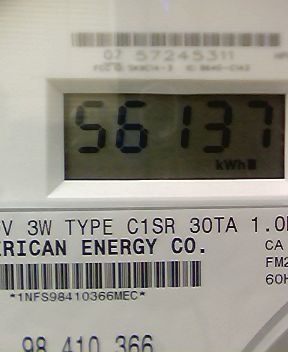 07 57245311
56137
kWh
V 3W TYPE C1SR 30TA 1.0
ERICAN ENERGY CO.
CA
FM2
60H
*1NFS98410366MEC*
98 410 366